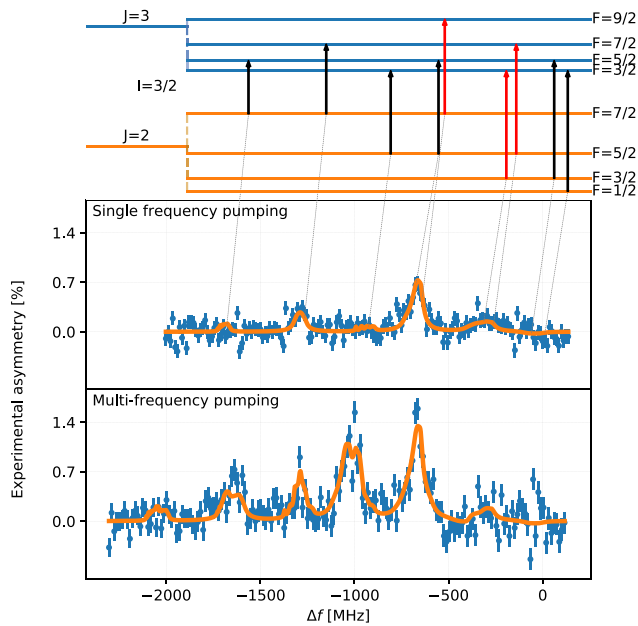 J=3
F=9/2
F=7/2
F=5/2
F=3/2
I=3/2
F=7/2
J=2
F=5/2
F=3/2
F=1/2
Single frequency pumping
1.4
0.7
0.0
Multi-frequency pumping
1.4
0.7
0.0
Experimental asymmetry [%]
−2000 −1500 −1000 −500 0
Δf [MHz]